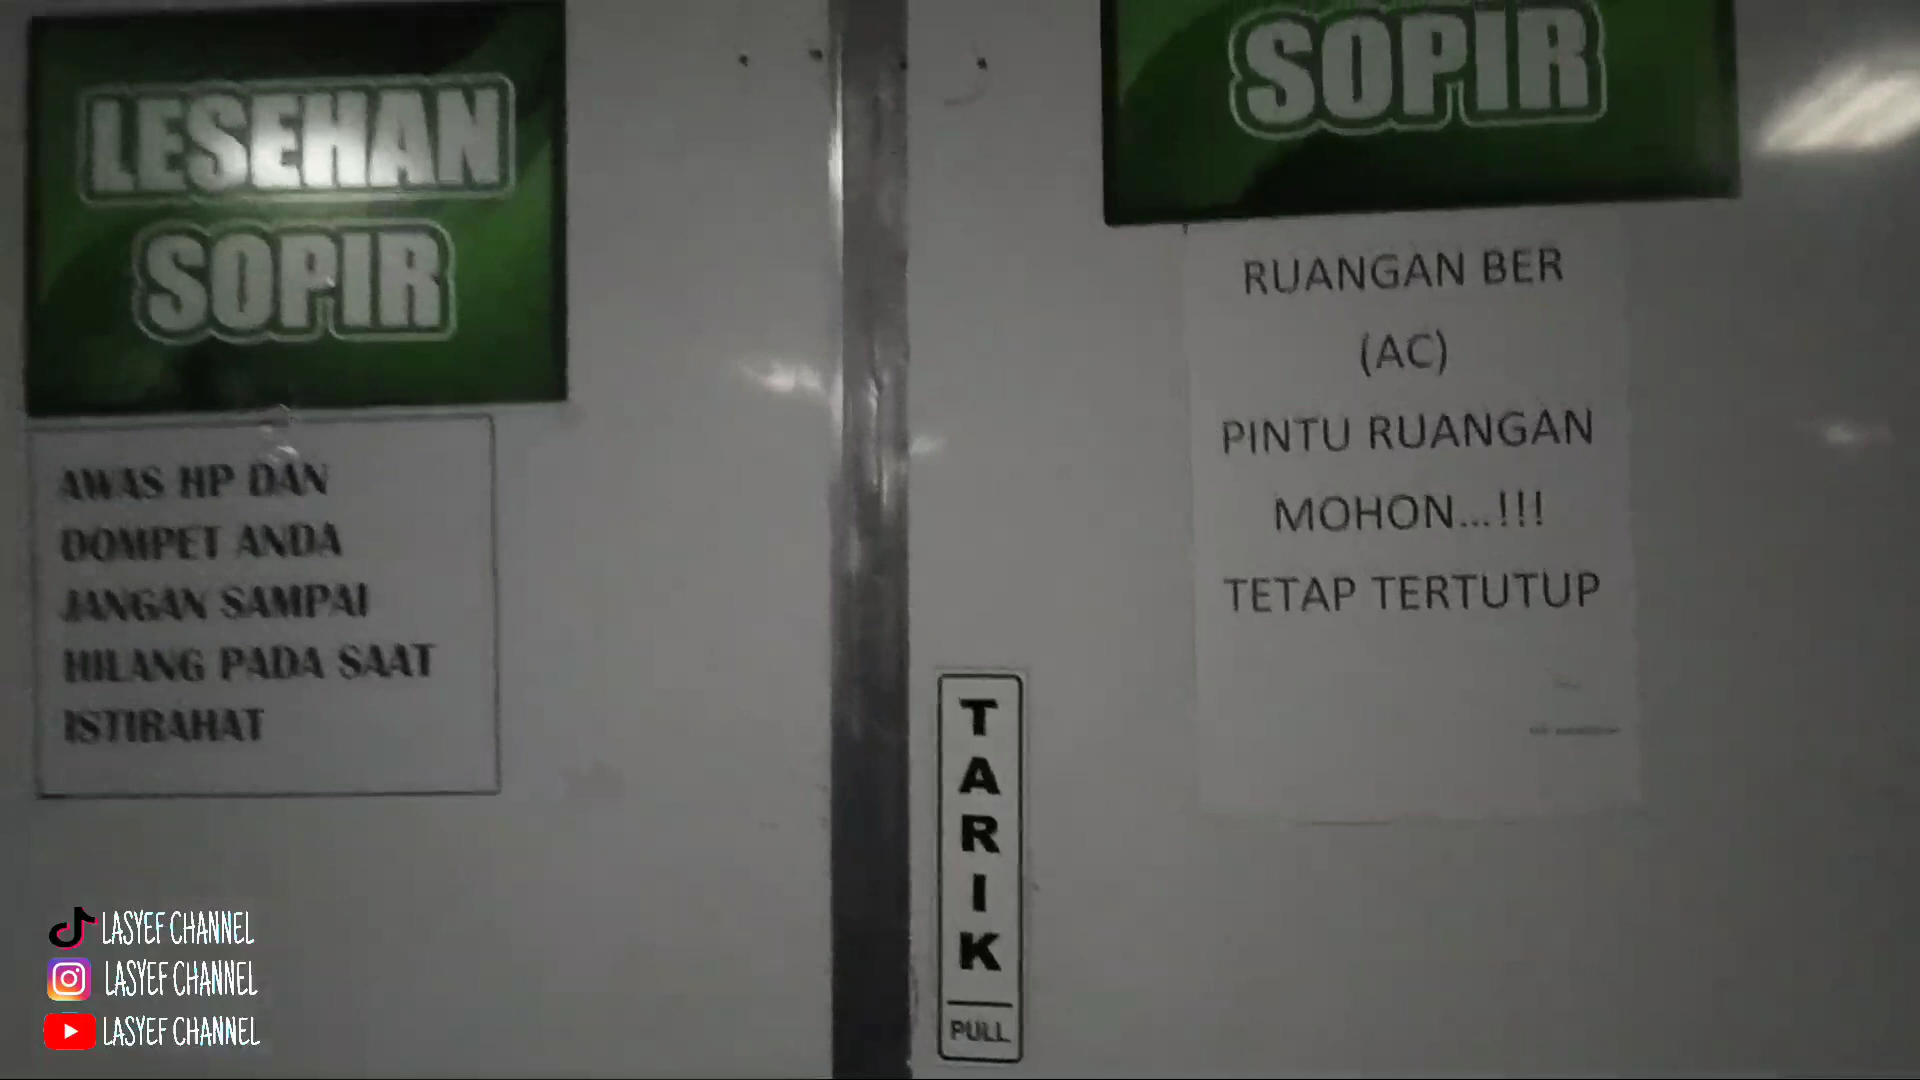 LESEHAN
SOPIR
AWAS HP DAN
DOMPET ANDA
JANGAN SAMPAI
HILANG PADA SAAT
ISTIRAHAT
SOPIR
RUANGAN BER
(AC)
PINTU RUANGAN
MOHON...!!!
TETAP TERTUTUP
TARIK
PULL
LASYEF CHANNEL
LASYEF CHANNEL
LASYEF CHANNEL